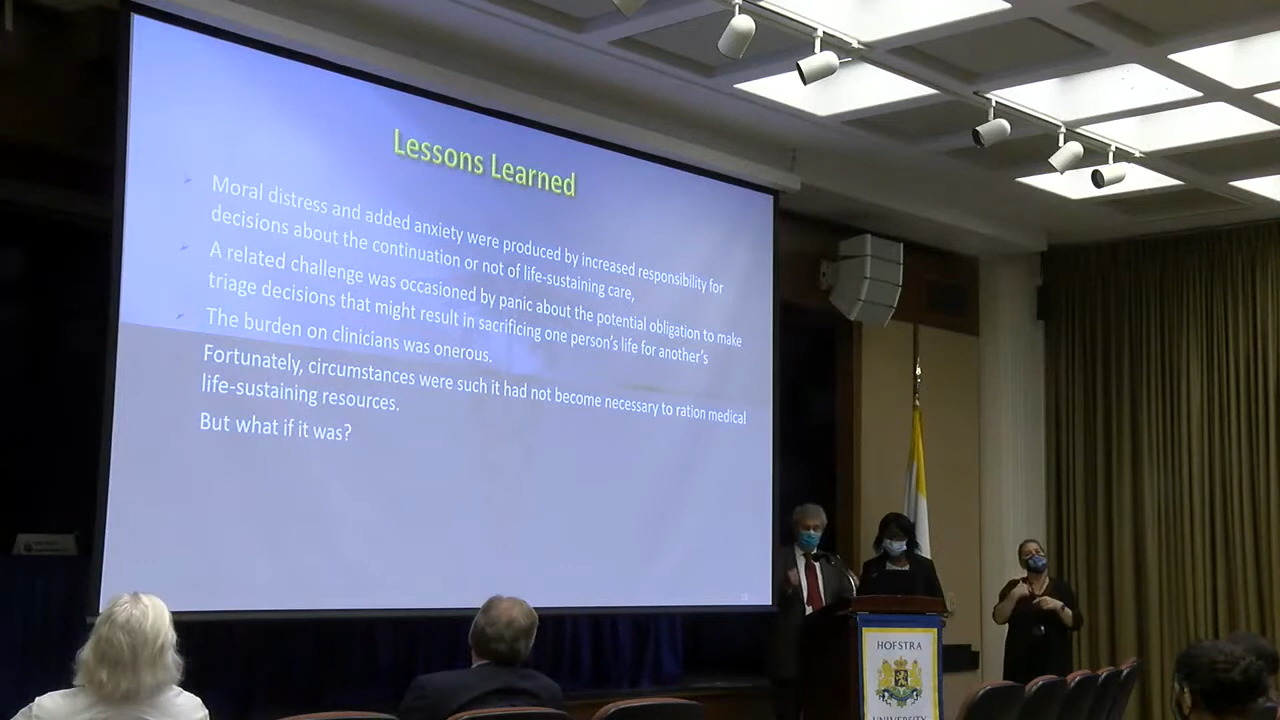 Lessons Learned
Moral distress and added anxiety were produced by increased responsibility for
decisions about the continuation or not of life-sustaining care,
A related challenge was occasioned by panic about the potential obligation to make
triage decisions that might result in sacrificing one person's life for another's
The burden on clinicians was onerous.
Fortunately, circumstances were such it had not become necessary to ration medical
life-sustaining resources.
But what if it was?
HOFSTRA
UNIVERSITY